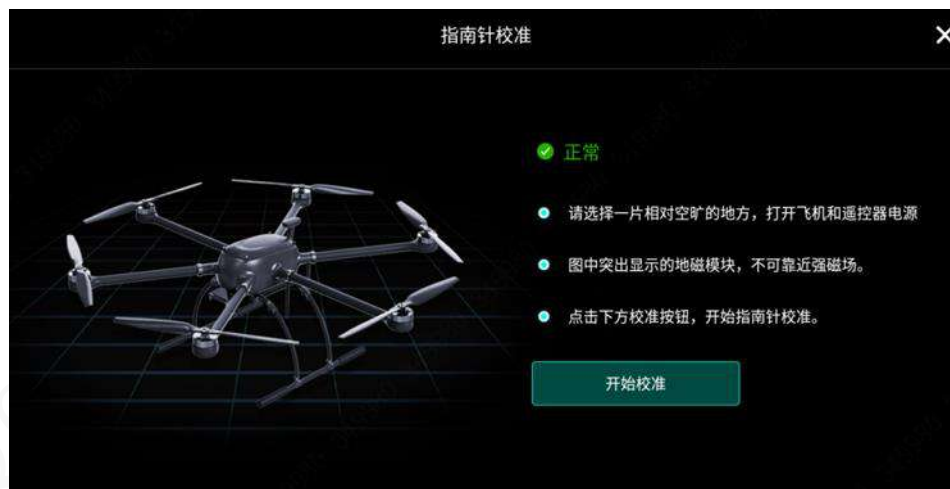 指南针校准
正常
请选择一片相对空旷的地方，打开飞机和遥控器电源
图中突出显示的地磁模块，不可靠近强磁场。
点击下方校准按钮，开始指南针校准。
开始校准